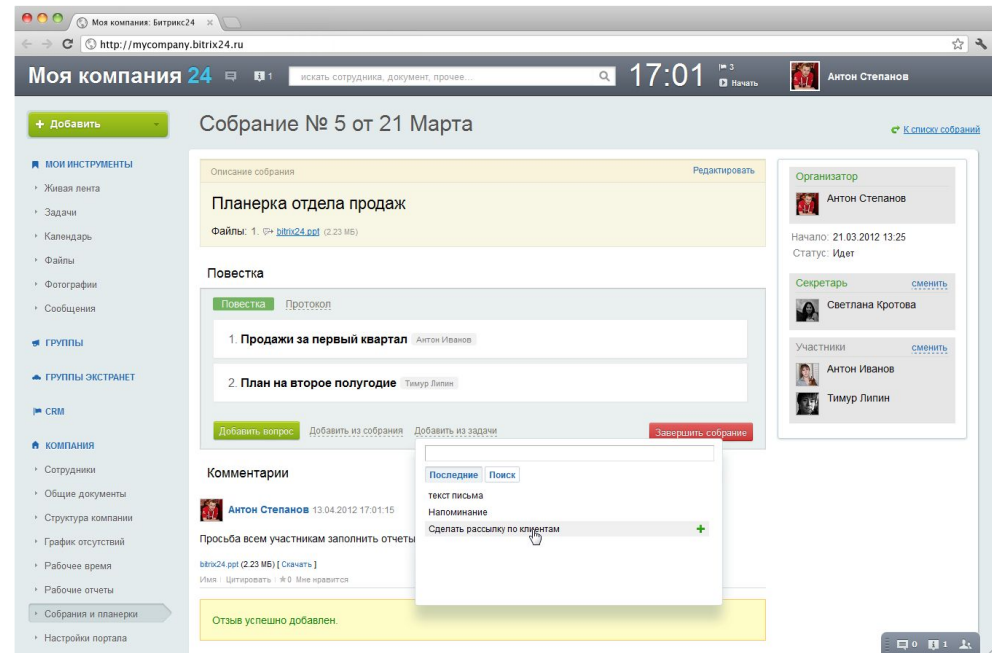 Моя компания: Битрикс24
http://mycompany.bitrix24.ru
Моя компания 24
1
искать сотрудника, документ, прочее...
17:01
3
Начать
Антон Степанов
+ Добавить
Собрание № 5 от 21 Марта
К списку собраний
МОИ ИНСТРУМЕНТЫ
Живая лента
Задачи
Календарь
Файлы
Фотографии
Сообщения
ГРУППЫ
ГРУППЫ ЭКСТРАНЕТ
CRM
КОМПАНИЯ
Сотрудники
Общие документы
Структура компании
График отсутствий
Рабочее время
Рабочие отчеты
Собрания и планерки
Настройки портала
Описание собрания
Редактировать
Планерка отдела продаж
Файлы: 1. bitrix24.ppt (2.23 МБ)
Повестка
Повестка Протокол
1. Продажи за первый квартал Антон Иванов
2. План на второе полугодие Тимур Липин
Добавить вопрос Добавить из собрания Добавить из задачи Завершить собрание
Последние Поиск
текст письма
Напоминание
Сделать рассылку по клиентам +
Комментарии
Антон Степанов 13.04.2012 17:01:15
Просьба всем участникам заполнить отчеты
bitrix24.ppt (2.23 МБ) [ Скачать ]
Имя | Цитировать | ★0 Мне нравится
Отзыв успешно добавлен.
Организатор
Антон Степанов
Начало: 21.03.2012 13:25
Статус: Идет
Секретарь сменить
Светлана Кротова
Участники сменить
Антон Иванов
Тимур Липин
0 1